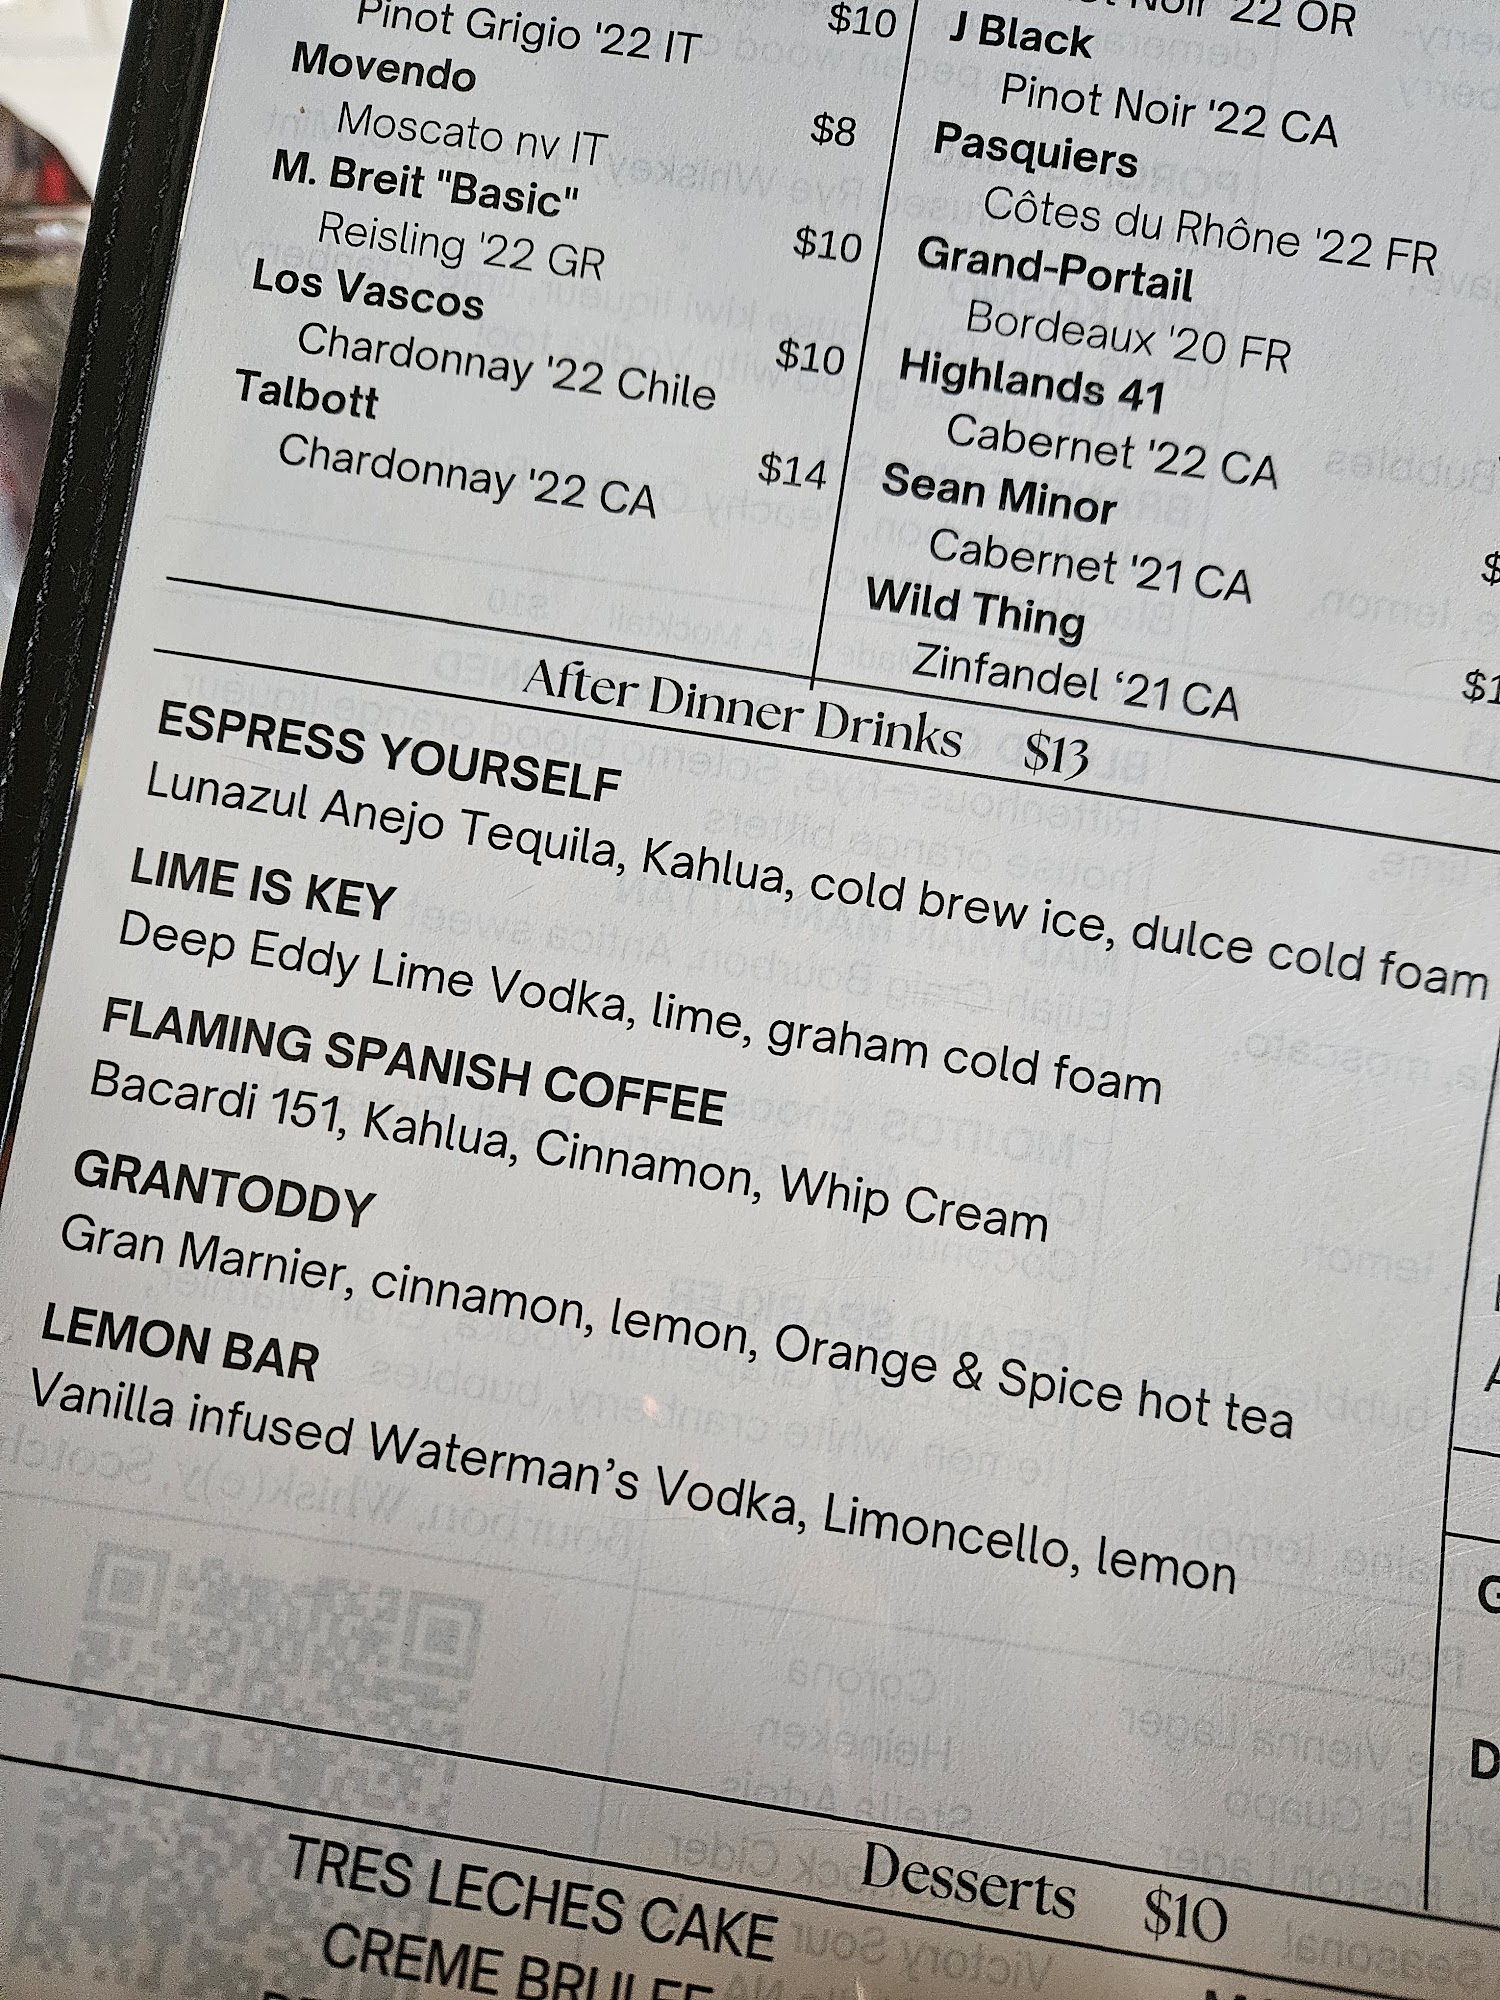 Pinot Grigio '22 IT $10
Movendo
Moscato nv IT $8
M. Breit "Basic"
Reisling '22 GR $10
Los Vascos
Chardonnay '22 Chile $10
Talbott
Chardonnay '22 CA $14
Noir '22 OR
J Black
Pinot Noir '22 CA
Pasquiers
Côtes du Rhône '22 FR
Grand-Portail
Bordeaux '20 FR
Highlands 41
Cabernet '22 CA
Sean Minor
Cabernet '21 CA
Wild Thing
Zinfandel ‘21 CA
After Dinner Drinks $13
ESPRESS YOURSELF
Lunazul Anejo Tequila, Kahlua, cold brew ice, dulce cold foam
LIME IS KEY
Deep Eddy Lime Vodka, lime, graham cold foam
FLAMING SPANISH COFFEE
Bacardi 151, Kahlua, Cinnamon, Whip Cream
GRANTODDY
Gran Marnier, cinnamon, lemon, Orange & Spice hot tea
LEMON BAR
Vanilla infused Waterman’s Vodka, Limoncello, lemon
Desserts $10
TRES LECHES CAKE
CREME BRULEE